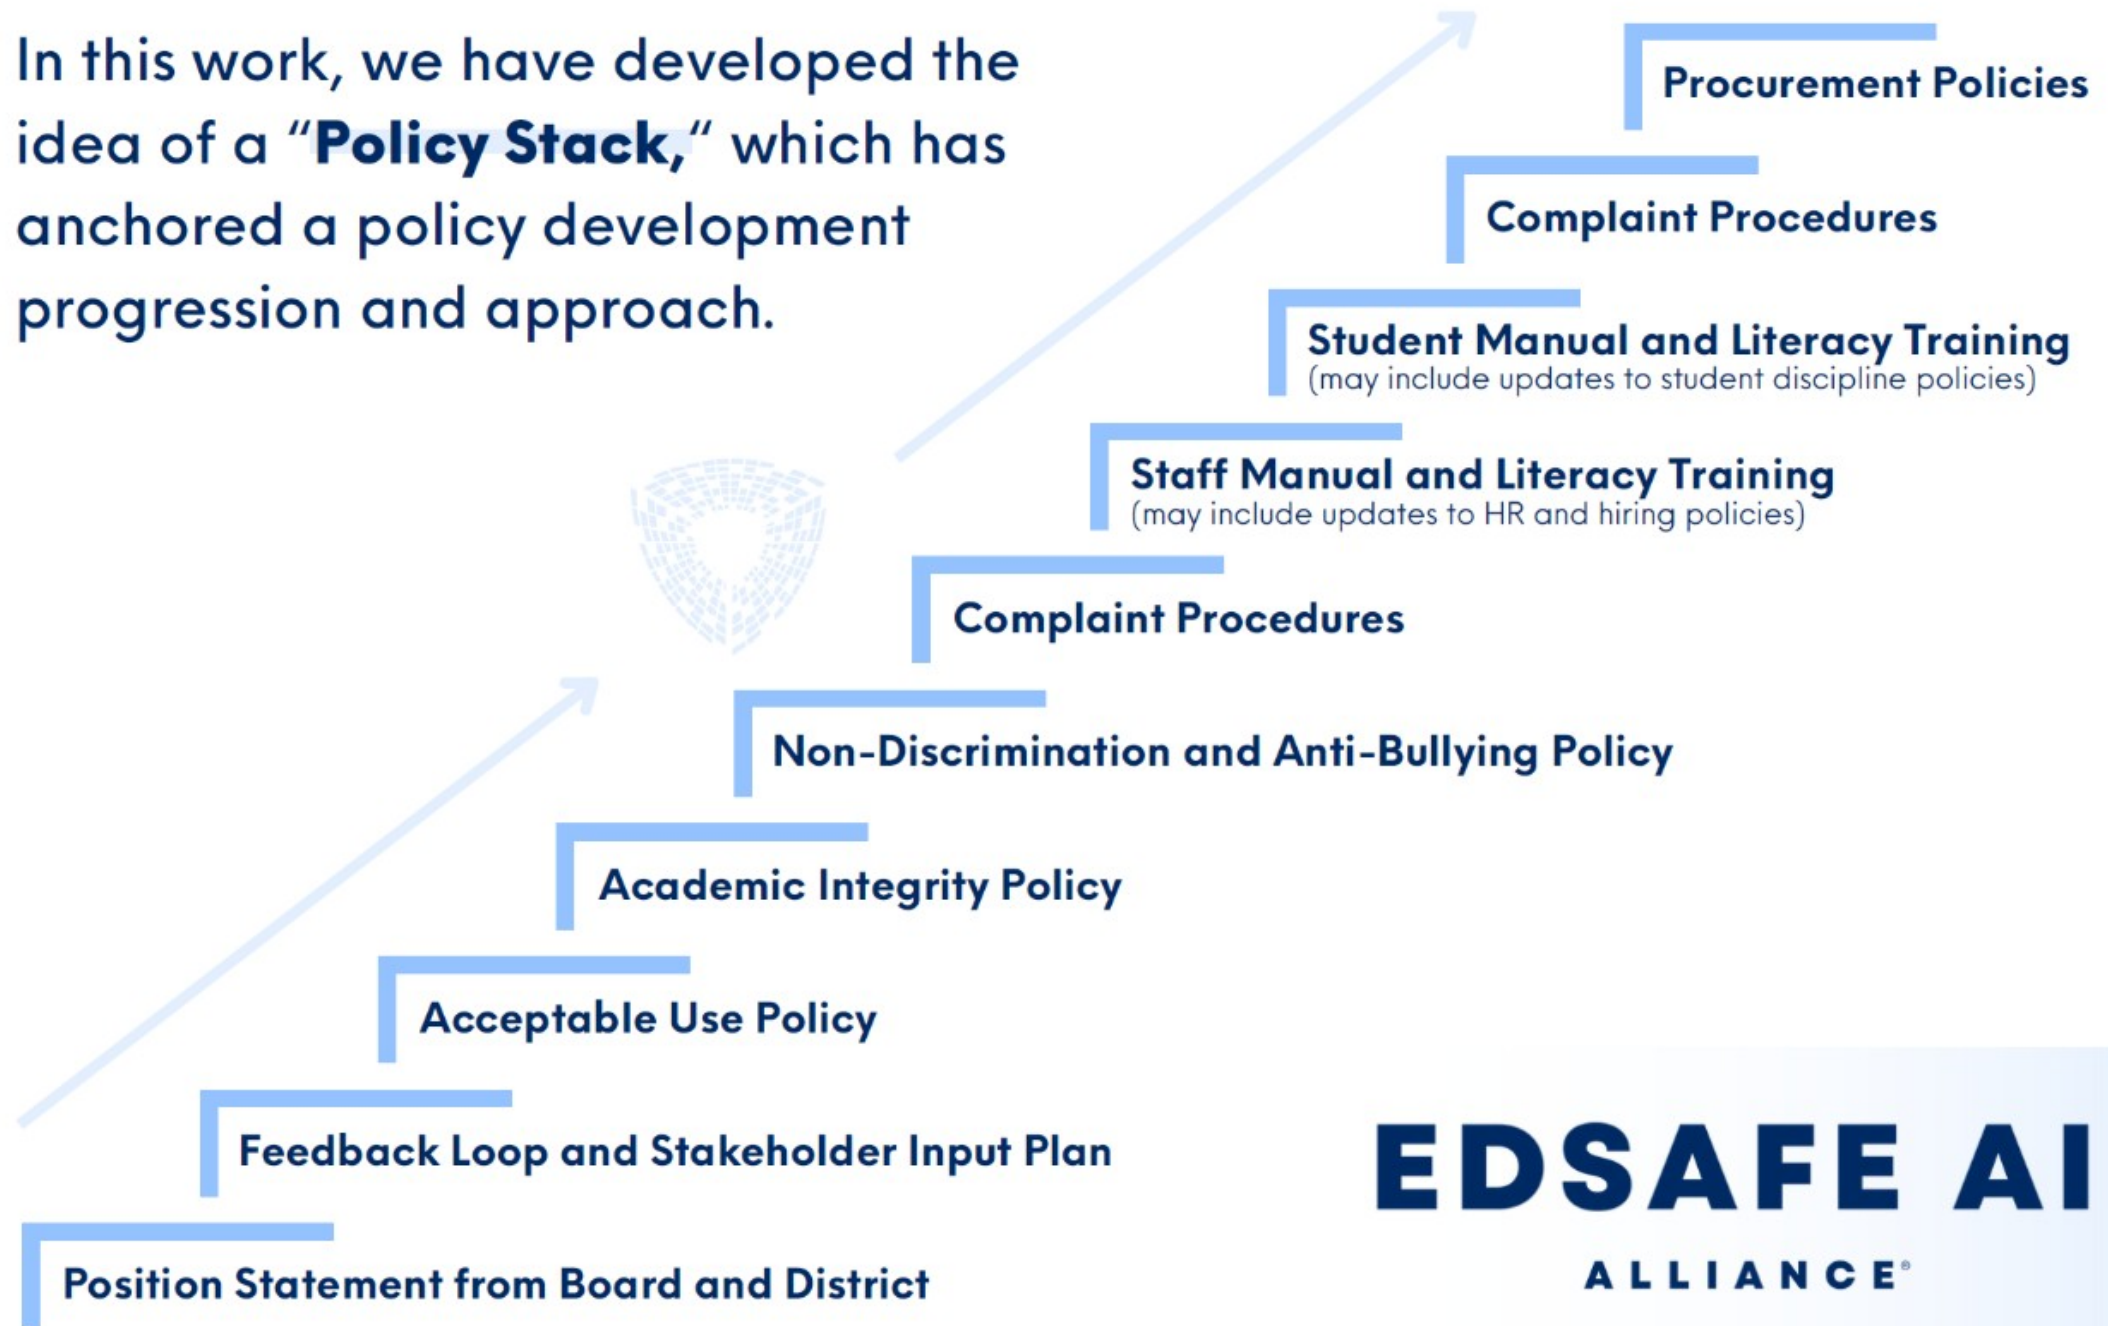 In this work, we have developed the
idea of a “Policy Stack,“ which has
anchored a policy development
progression and approach.
Procurement Policies
Complaint Procedures
Student Manual and Literacy Training
(may include updates to student discipline policies)
Staff Manual and Literacy Training
(may include updates to HR and hiring policies)
Complaint Procedures
Non-Discrimination and Anti-Bullying Policy
Academic Integrity Policy
Acceptable Use Policy
Feedback Loop and Stakeholder Input Plan
Position Statement from Board and District
EDSAFE AI
ALLIANCE®